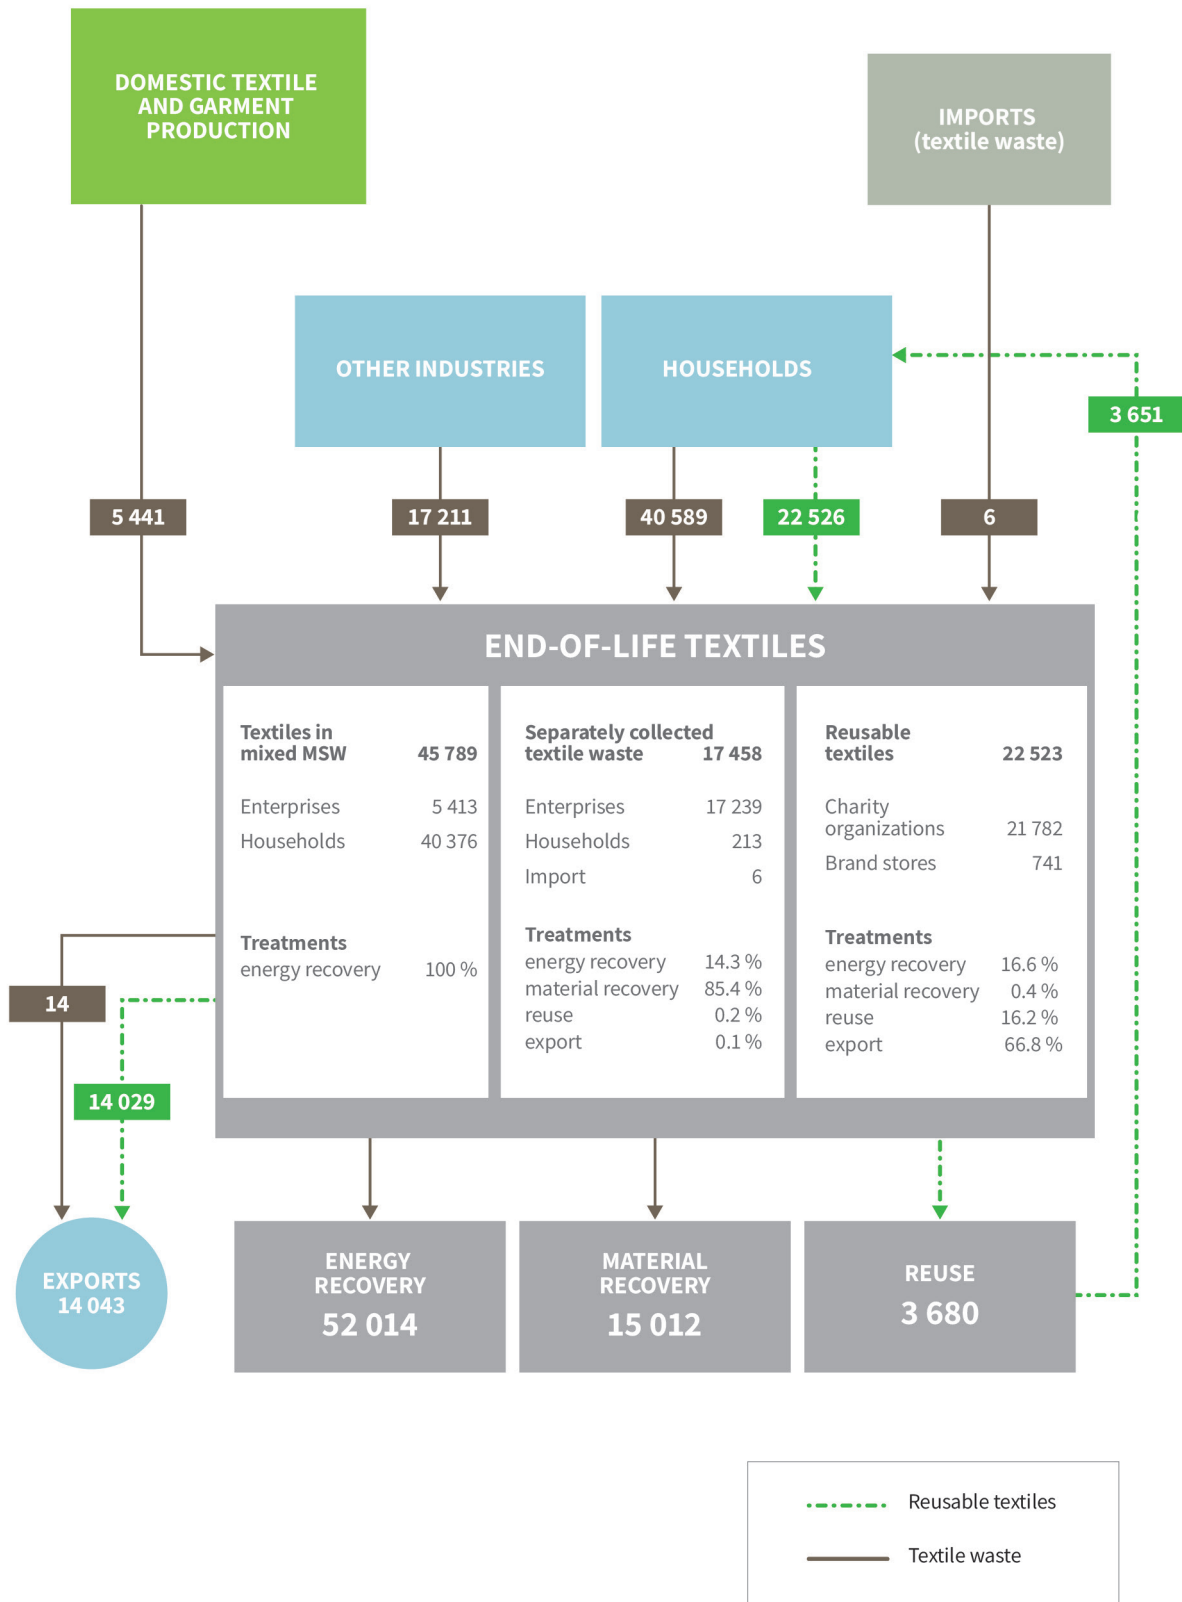 DOMESTIC TEXTILE
AND GARMENT
PRODUCTION
IMPORTS
(textile waste)
OTHER INDUSTRIES
HOUSEHOLDS
3 651
5 441
17 211
40 589
22 526
6
END-OF-LIFE TEXTILES
Textiles in
mixed MSW 45 789
Enterprises 5 413
Households 40 376
Treatments
energy recovery 100 %
Separately collected
textile waste 17 458
Enterprises 17 239
Households 213
Import 6
Treatments
energy recovery 14.3 %
material recovery 85.4 %
reuse 0.2 %
export 0.1 %
Reusable
textiles 22 523
Charity
organizations 21 782
Brand stores 741
Treatments
energy recovery 16.6 %
material recovery 0.4 %
reuse 16.2 %
export 66.8 %
14
14 029
EXPORTS
14 043
ENERGY
RECOVERY
52 014
MATERIAL
RECOVERY
15 012
REUSE
3 680
Reusable textiles
Textile waste